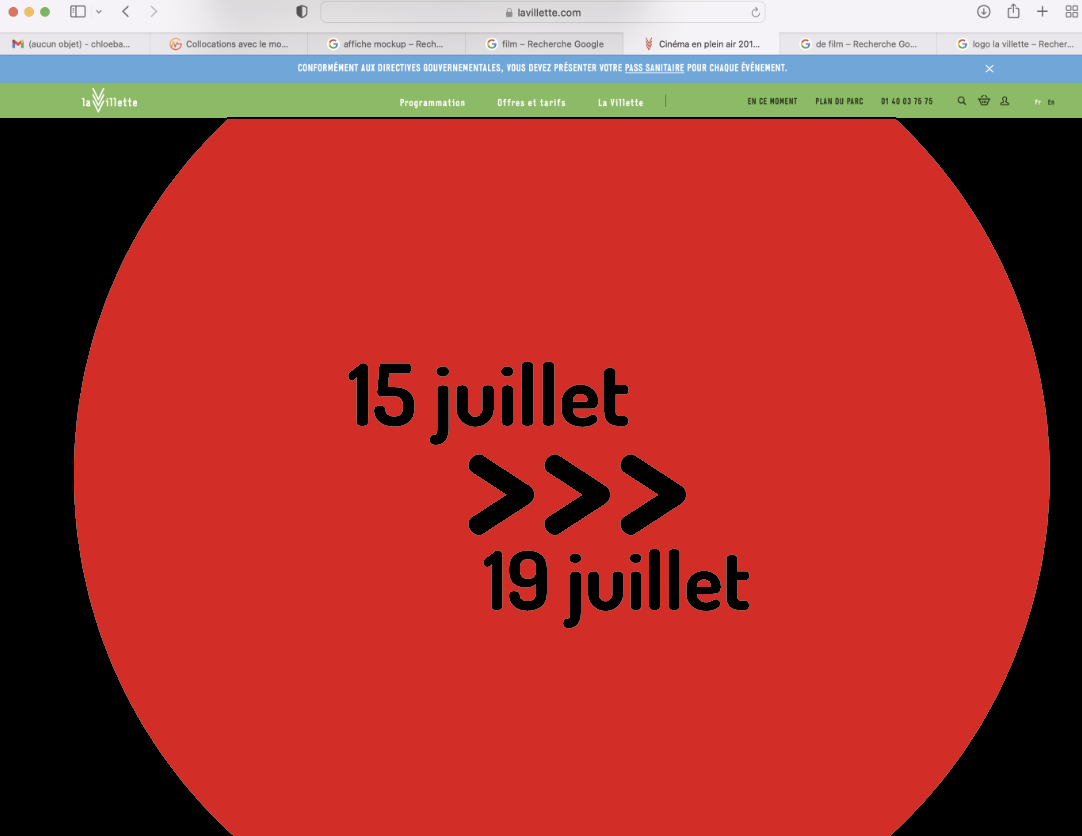 lavillette.com
(aucun objet) - chloeba...
Collocations avec le mo...
affiche mockup – Rech...
film – Recherche Google
Cinéma en plein air 201...
de film – Recherche Go...
logo la villette – Recher...
CONFORMÉMENT AUX DIRECTIVES GOUVERNEMENTALES, VOUS DEVEZ PRÉSENTER VOTRE PASS SANITAIRE POUR CHAQUE ÉVÉNEMENT.
la Villette
Programmation
Offres et tarifs
La Villette
EN CE MOMENT
PLAN DU PARC
01 40 03 75 75
Fr
En
15 juillet
>>>
19 juillet